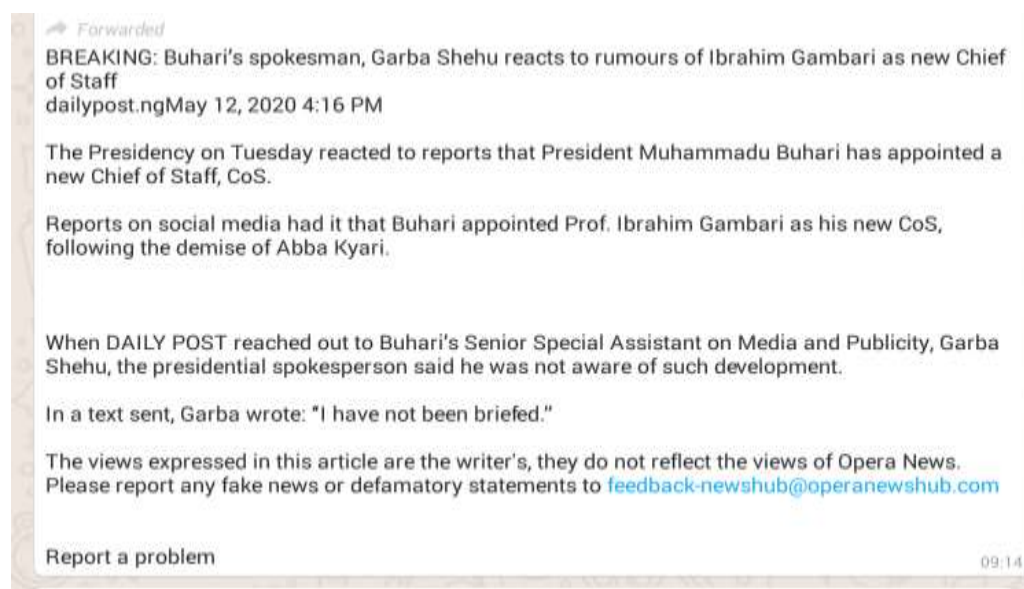 Forwarded
BREAKING: Buhari's spokesman, Garba Shehu reacts to rumours of Ibrahim Gambari as new Chief
of Staff
dailypost.ngMay 12, 2020 4:16 PM
The Presidency on Tuesday reacted to reports that President Muhammadu Buhari has appointed a
new Chief of Staff, CoS.
Reports on social media had it that Buhari appointed Prof. Ibrahim Gambari as his new CoS,
following the demise of Abba Kyari.
When DAILY POST reached out to Buhari's Senior Special Assistant on Media and Publicity, Garba
Shehu, the presidential spokesperson said he was not aware of such development.
In a text sent, Garba wrote: "I have not been briefed."
The views expressed in this article are the writer's, they do not reflect the views of Opera News.
Please report any fake news or defamatory statements to feedback-newshub@operanewshub.com
Report a problem
09:14